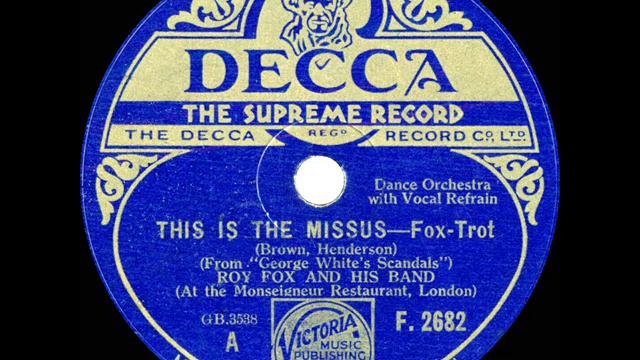 DECCA
THE SUPREME RECORD
THE DECCA REGD RECORD CO. LTD.
Dance Orchestra
with Vocal Refrain
THIS IS THE MISSUS—Fox-Trot
(Brown, Henderson)
(From "George White's Scandals")
ROY FOX AND HIS BAND
(At the Monseigneur Restaurant, London)
GB.3538
A
F. 2682
VICTORIA
MUSIC
PUBLISHING